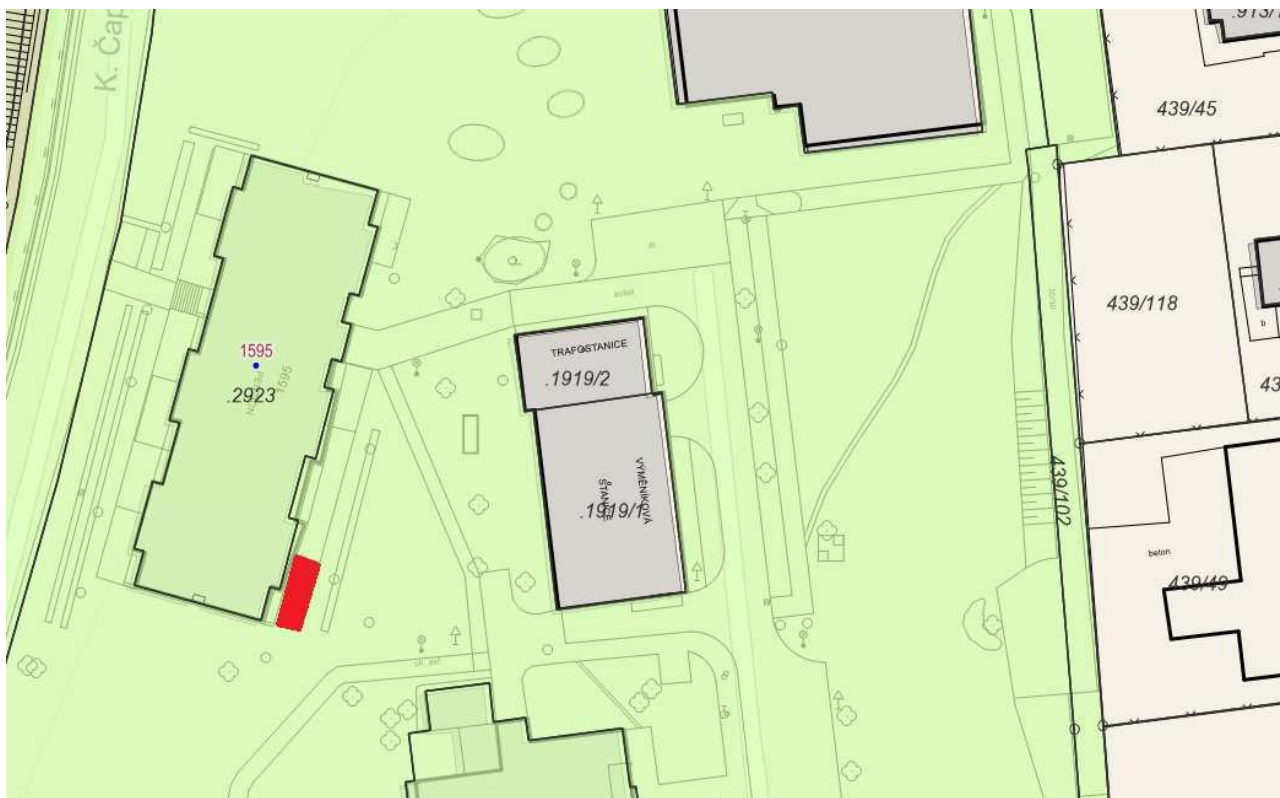 K. Čap
.913/
439/45
439/118
b
43
1595
1595
.2923
TRAFOSTANICE
.1919/2
asfalt
VÝMĚNÍKOVÁ
STANICE
.1919/1
439/102
beton
439/49